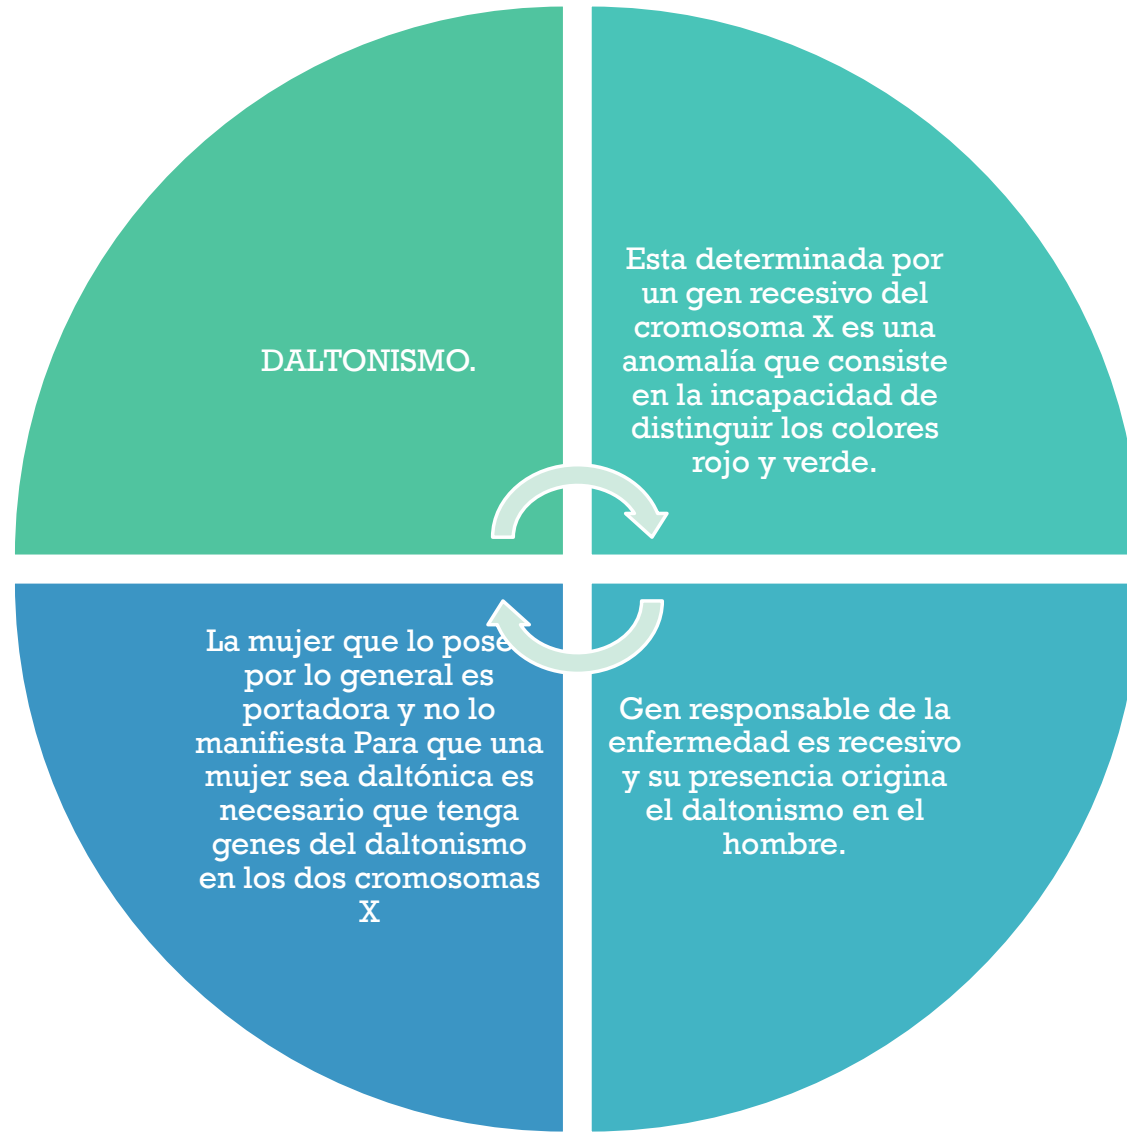 DALTONISMO.
Esta determinada por
un gen recesivo del
cromosoma X es una
anomalía que consiste
en la incapacidad de
distinguir los colores
rojo y verde.
Gen responsable de la
enfermedad es recesivo
y su presencia origina
el daltonismo en el
hombre.
La mujer que lo posee
por lo general es
portadora y no lo
manifiesta Para que una
mujer sea daltónica es
necesario que tenga
genes del daltonismo
en los dos cromosomas
X